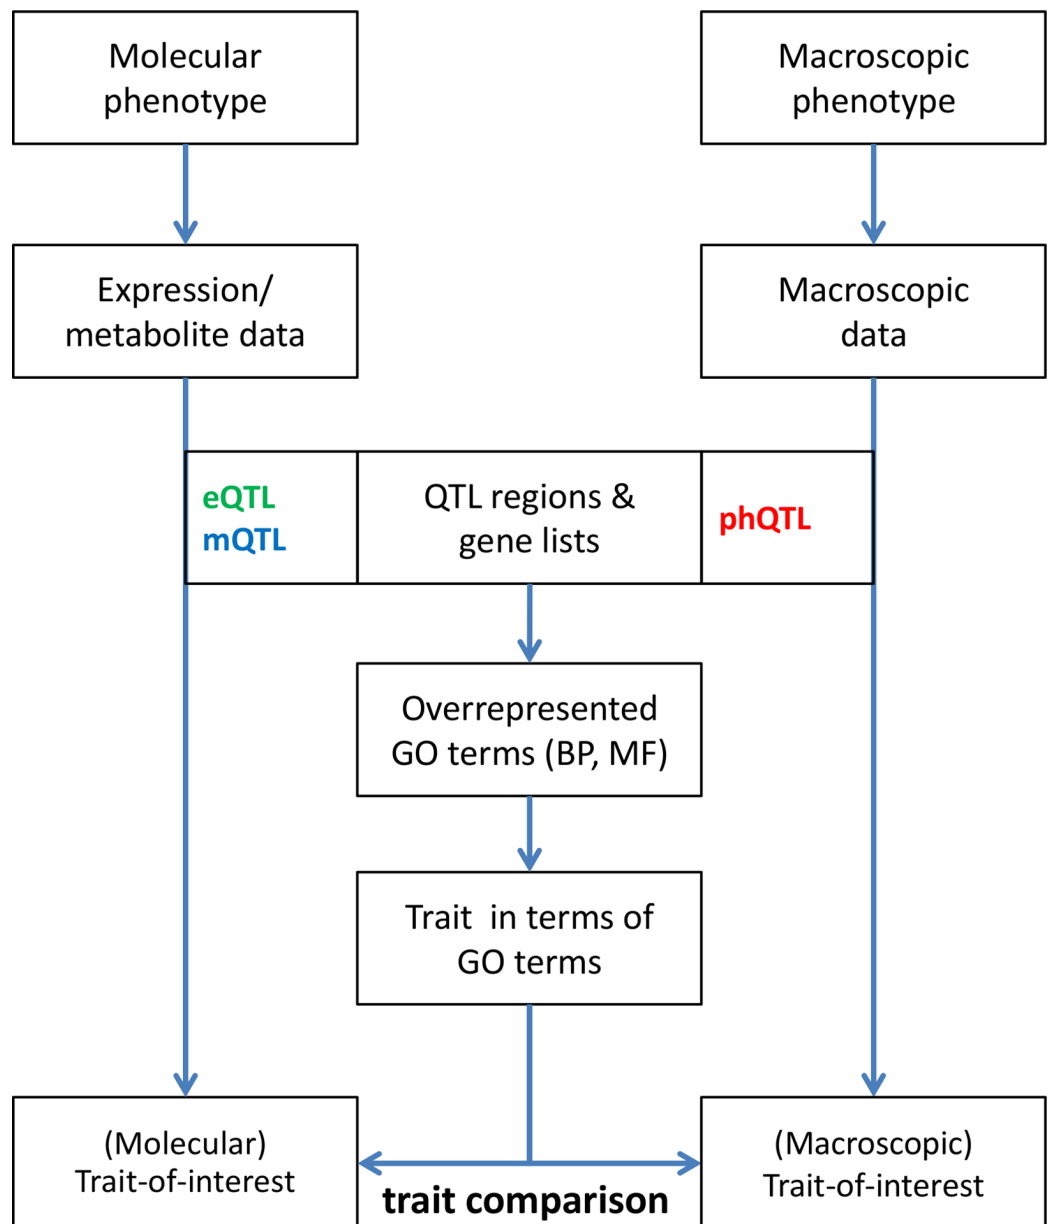 Molecular
phenotype
Macroscopic
phenotype
Expression/
metabolite data
Macroscopic
data
eQTL
mQTL
QTL regions &
gene lists
phQTL
Overrepresented
GO terms (BP, MF)
Trait  in terms of
GO terms
(Molecular)
Trait-of-interest
trait comparison
(Macroscopic)
Trait-of-interest